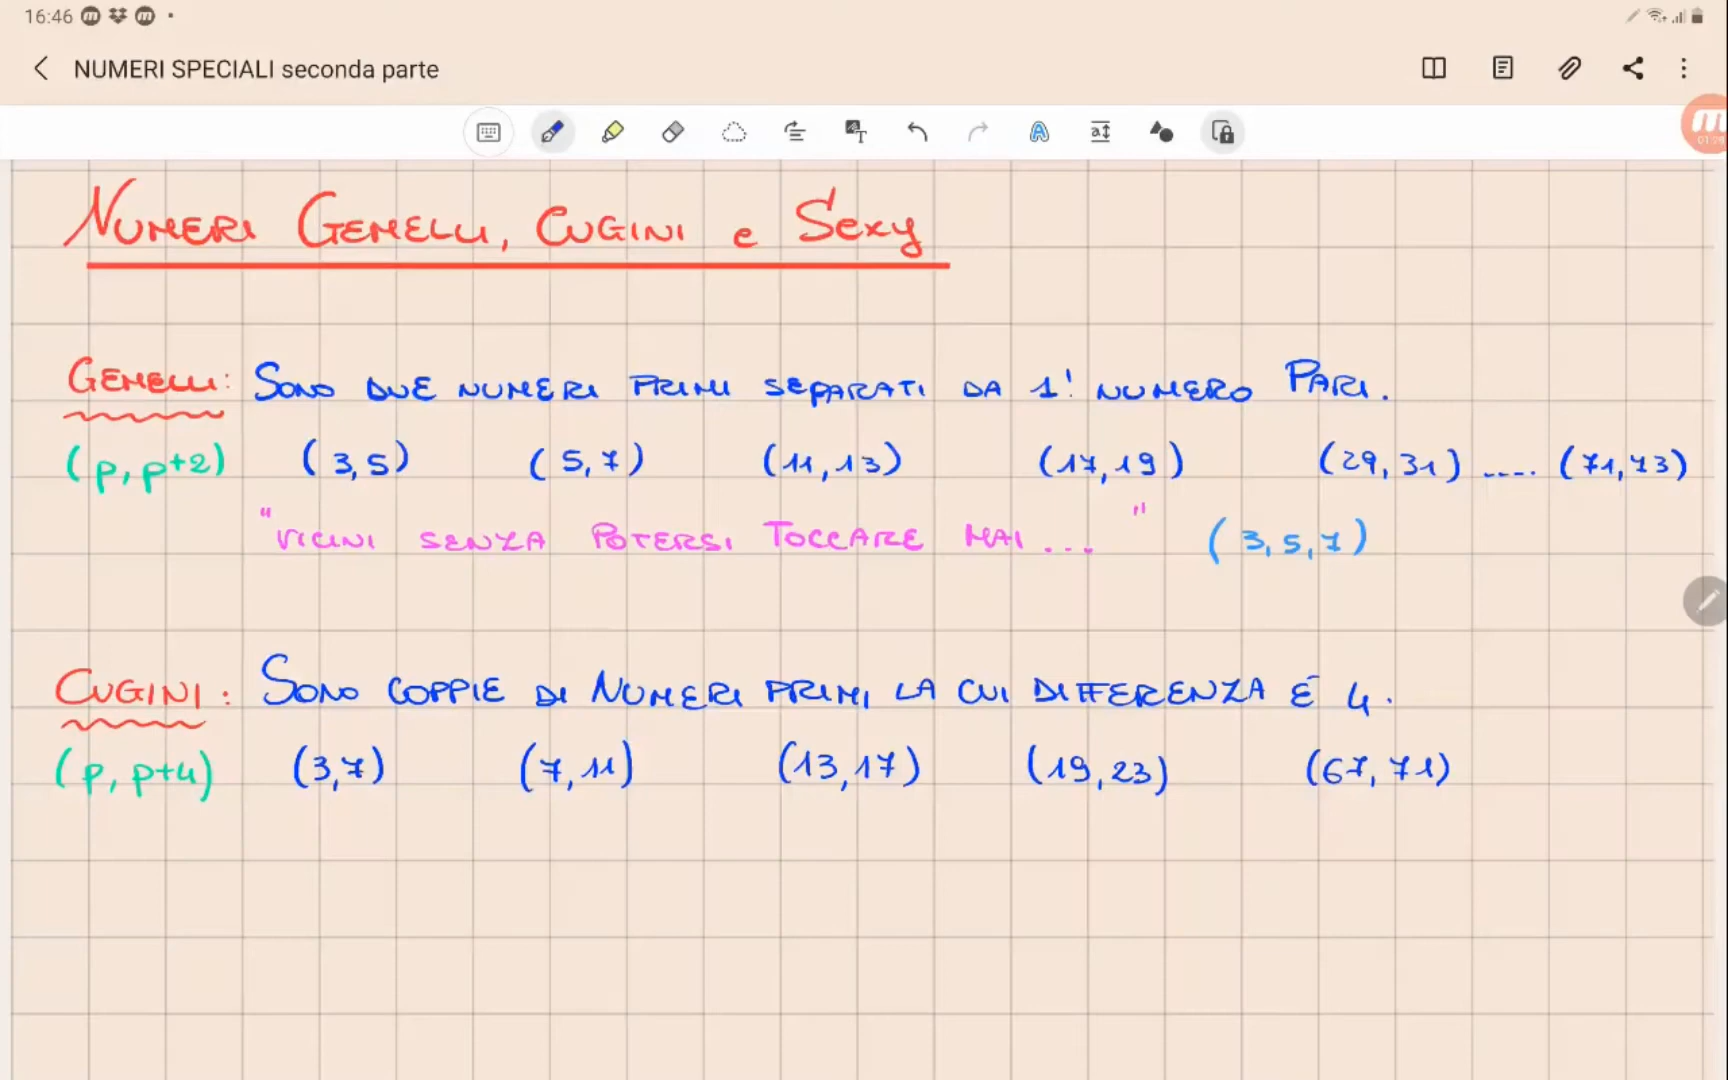 16:46
NUMERI SPECIALI seconda parte
01:09
NUMERI GEMELLI, CUGINI e SEXY
GEMELLI: SONO DUE NUMERI PRIMI SEPARATI DA 1! NUMERO PARI.
(p, p+2) (3,5) (5,7) (11,13) (17,19) (29,31) ..... (71,73)
"VICINI SENZA POTERSI TOCCARE MAI ..." (3,5,7)
CUGINI: SONO COPPIE DI NUMERI PRIMI LA CUI DIFFERENZA È 4.
(p, p+4) (3,7) (7,11) (13,17) (19,23) (67,71)